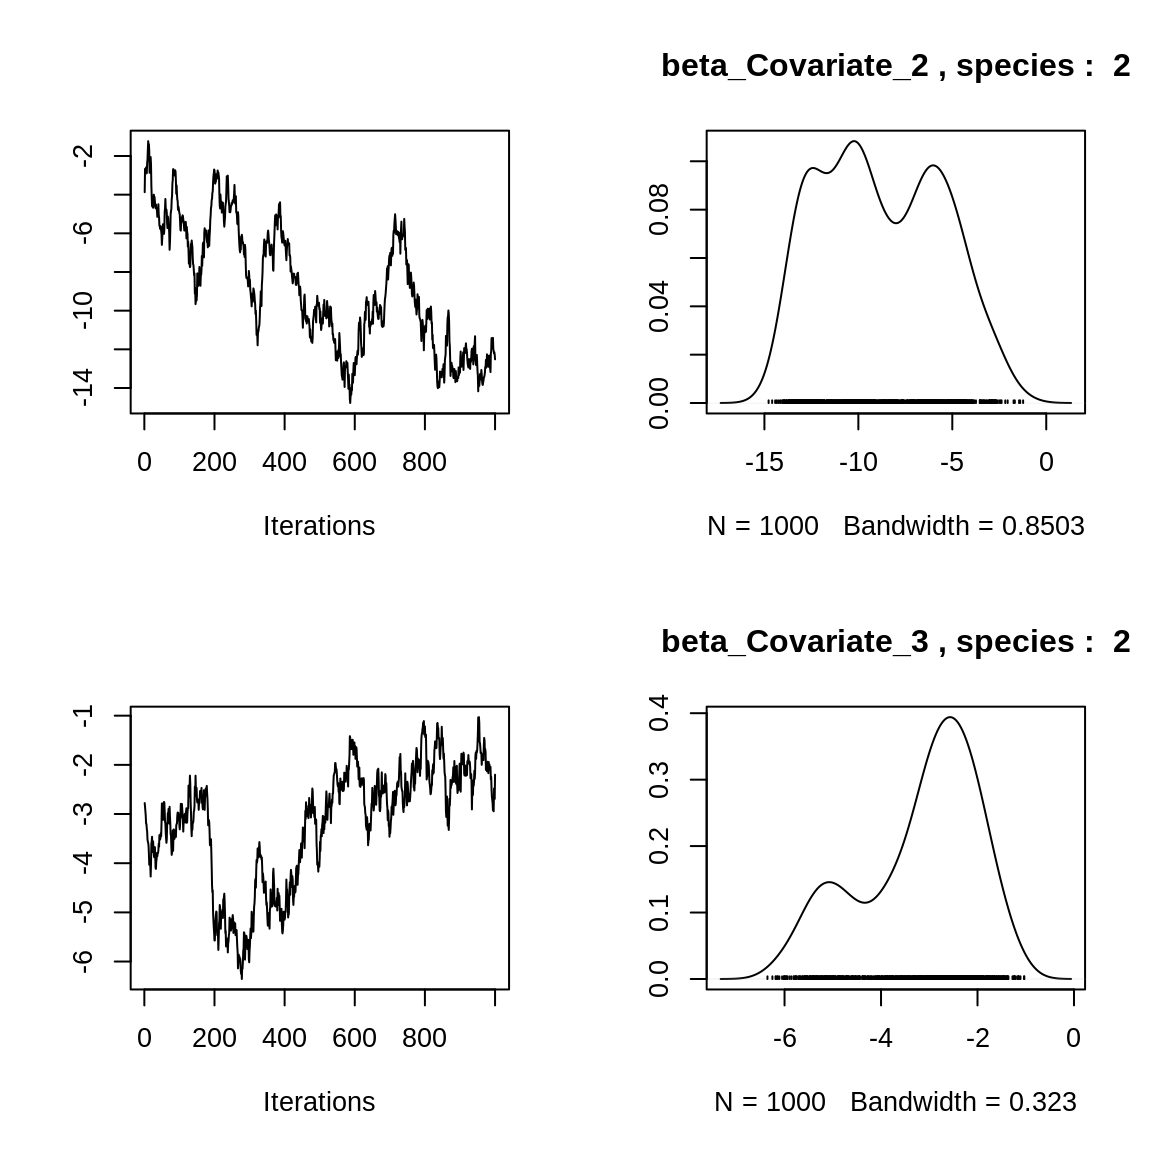 beta_Covariate_2 , species :  2
-2
-6
-10
-14
0 200 400 600 800
Iterations
0.08
0.04
0.00
-15 -10 -5 0
N = 1000   Bandwidth = 0.8503
beta_Covariate_3 , species :  2
-1
-2
-3
-4
-5
-6
0 200 400 600 800
Iterations
0.4
0.3
0.2
0.1
0.0
-6 -4 -2 0
N = 1000   Bandwidth = 0.323